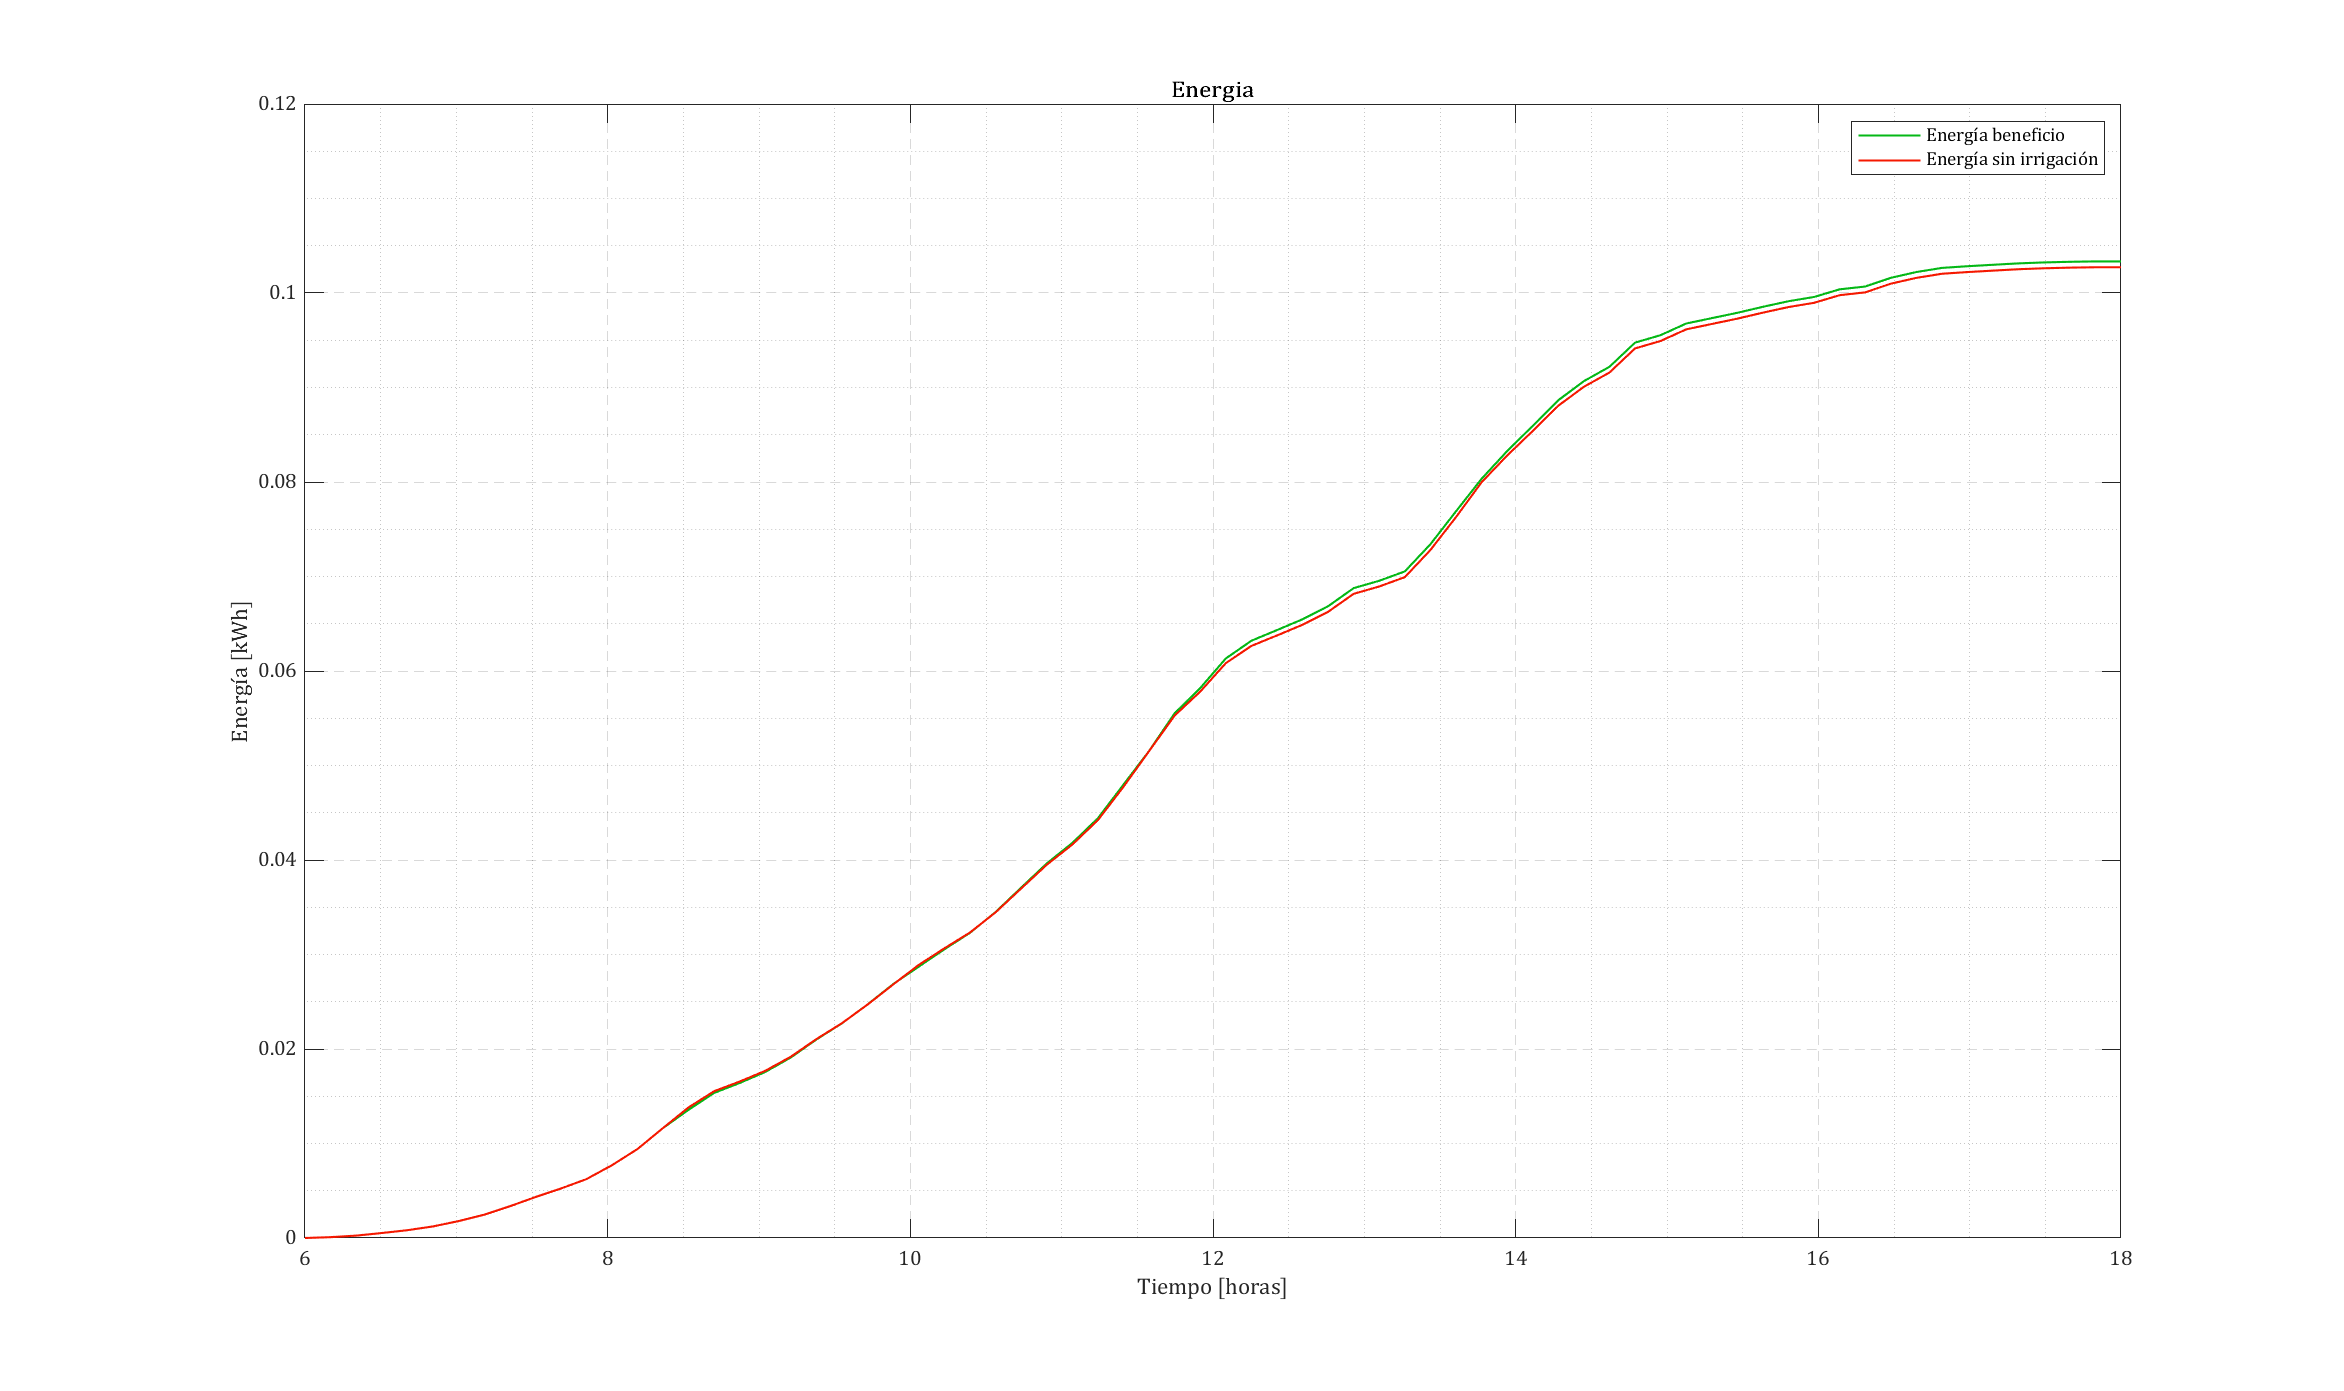 Energia
0.12
0.1
0.08
0.06
0.04
0.02
0
Energía [kWh]
Energía beneficio
Energía sin irrigación
6 8 10 12 14 16 18
Tiempo [horas]